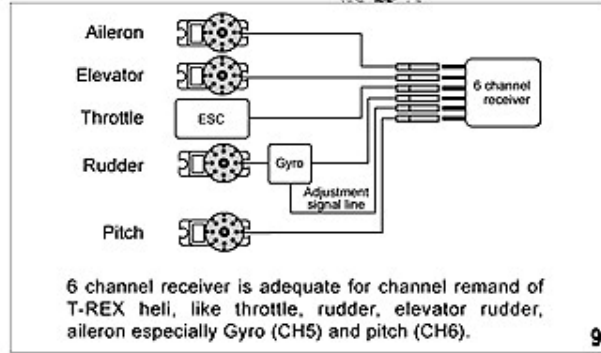 Aileron
Elevator
6 channel
receiver
Throttle
ESC
Rudder
Gyro
Adjustment
signal line
Pitch
6 channel receiver is adequate for channel remand of
T-REX heli, like throttle, rudder, elevator rudder,
aileron especially Gyro (CH5) and pitch (CH6).
9